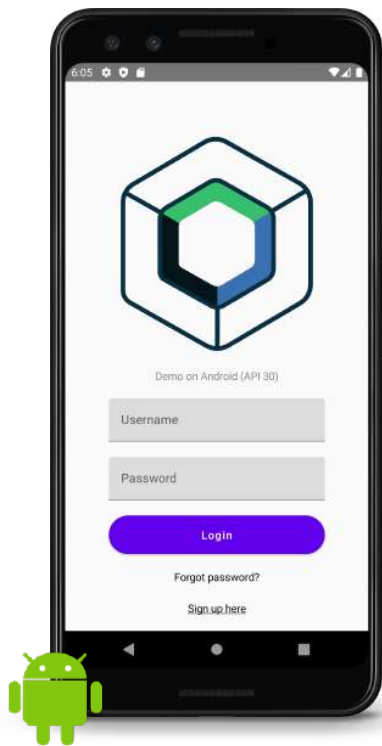 6:05
Demo on Android (API 30)
Username
Password
Login
Forgot password?
Sign up here